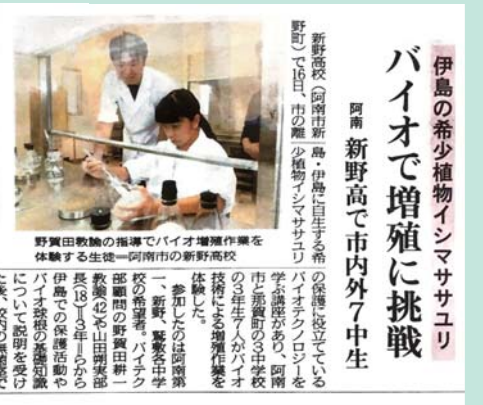 伊島の希少植物イシマササユリ
バイオで増殖に挑戦
阿南 新野高で市内外7中生
新野高校（阿南市新
野町）で16日、市の離
島・伊島に自生する希
少植物イシマササユリ
の保護に役立てている
バイオテクノロジーを
学ぶ講座があり、阿南
市と那賀町の3中学校
の3年生7人がバイオ
技術による増殖作業を
体験した。
参加したのは阿南第
一、新野、鷲敷各中学
校の希望者。バイテク
部顧問の野賀田耕一
教諭(42)や山田
部
長(18)=3年=らから
伊島での保護活動や
バイオ球根の基礎知識
について説明を受け
野賀田教諭の指導でバイオ増殖作業を
体験する生徒＝阿南市の新野高校